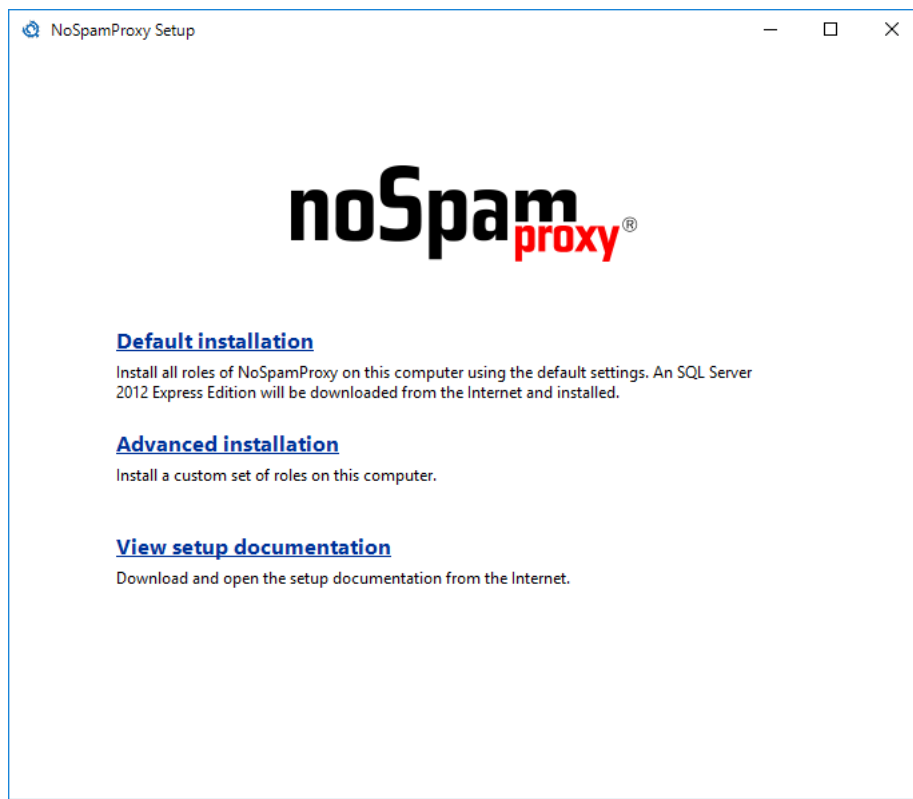 NoSpamProxy Setup
noSpam
proxy®
Default installation
Install all roles of NoSpamProxy on this computer using the default settings. An SQL Server
2012 Express Edition will be downloaded from the Internet and installed.
Advanced installation
Install a custom set of roles on this computer.
View setup documentation
Download and open the setup documentation from the Internet.